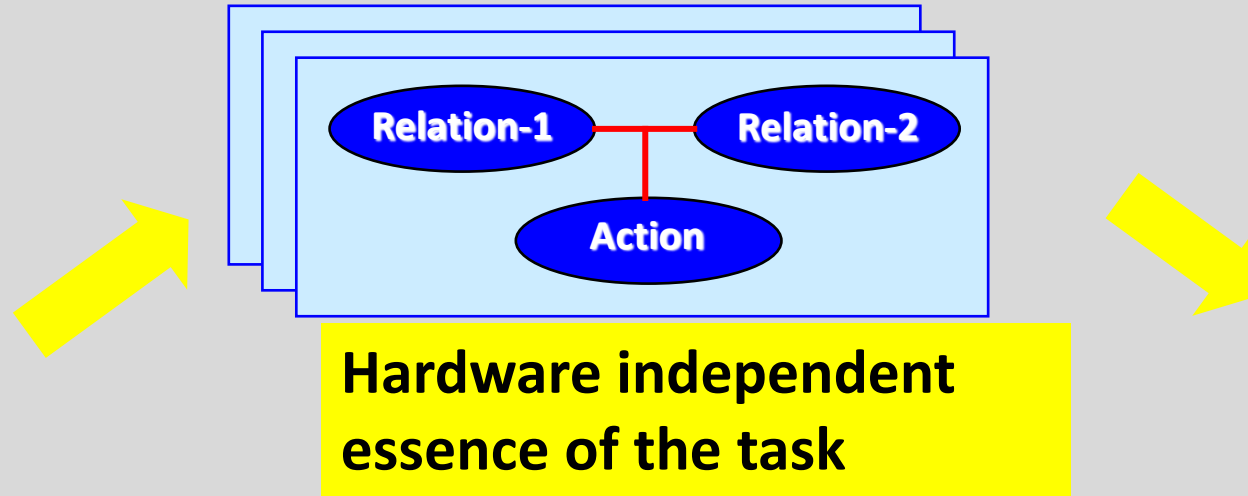 Relation-1
Relation-2
Action
Hardware independent
essence of the task